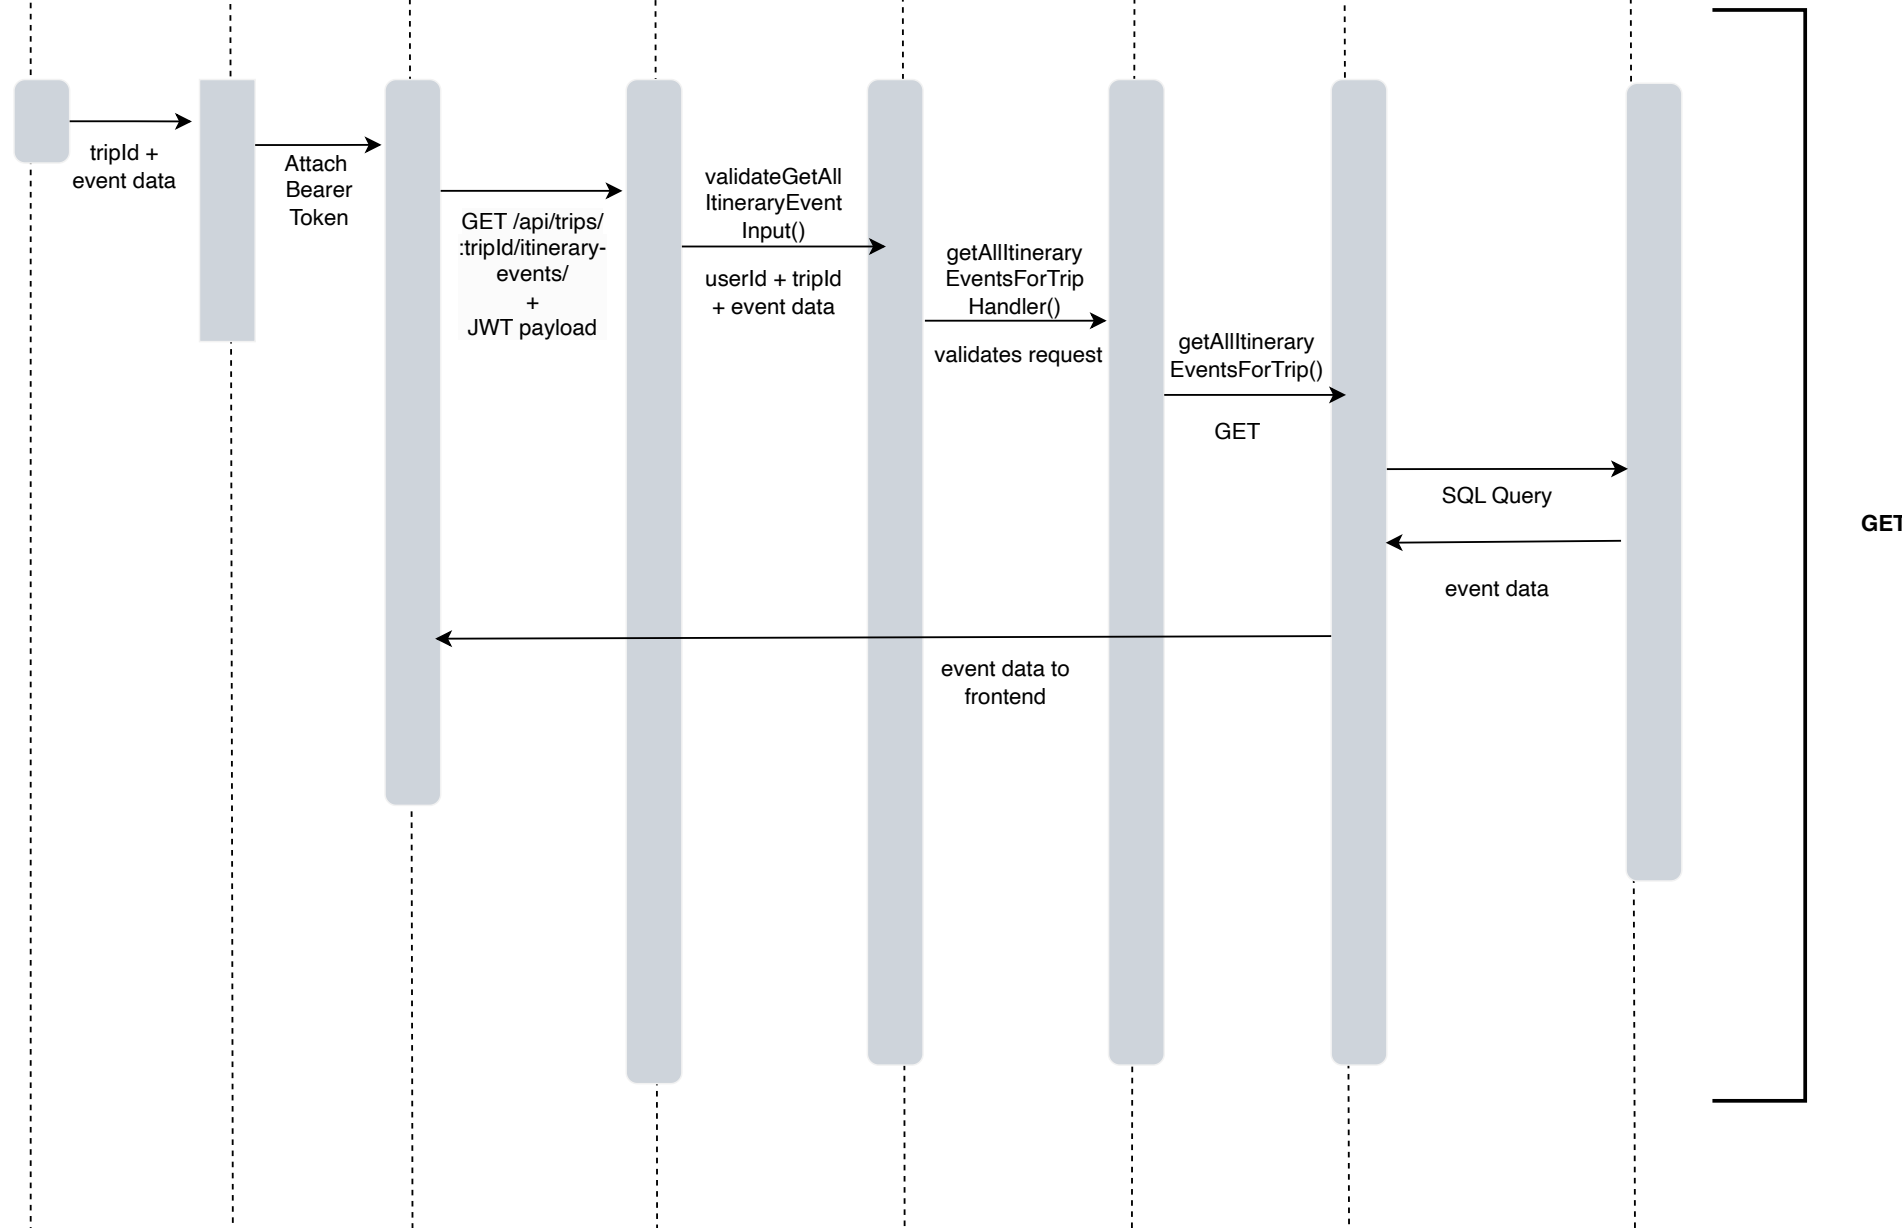 tripId +
event data
Attach
Bearer
Token
GET /api/trips/
:tripId/itinerary-
events/
+
JWT payload
validateGetAll
ItineraryEvent
Input()
userId + tripId
+ event data
getAllItinerary
EventsForTrip
Handler()
validates request
getAllItinerary
EventsForTrip()
GET
SQL Query
event data
event data to
frontend
GET